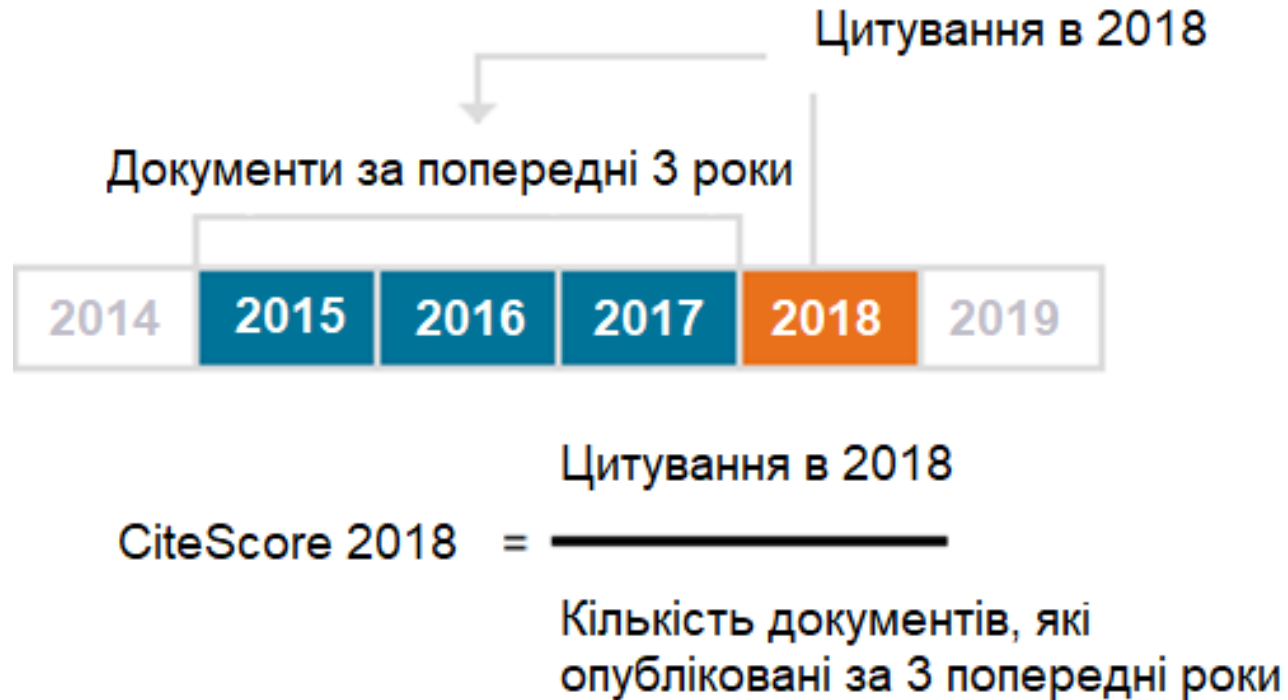 Цитування в 2018
Документи за попередні 3 роки
2014 2015 2016 2017 2018 2019
Цитування в 2018
CiteScore 2018 =
Кількість документів, які
опубліковані за 3 попередні роки